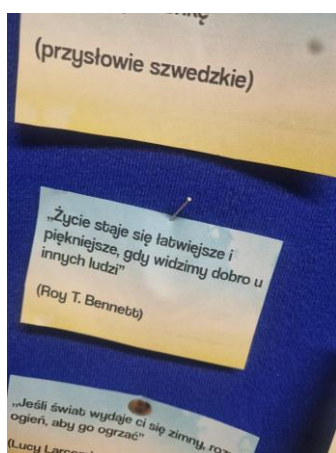 (przysłowie szwedzkie)
„Życie staje się łatwiejsze i
piękniejsze, gdy widzimy dobro u
innych ludzi”
(Roy T. Bennett)
„Jeśli świat wydaje ci się zimny,
ogień, aby go ogrzać”
(Lucy